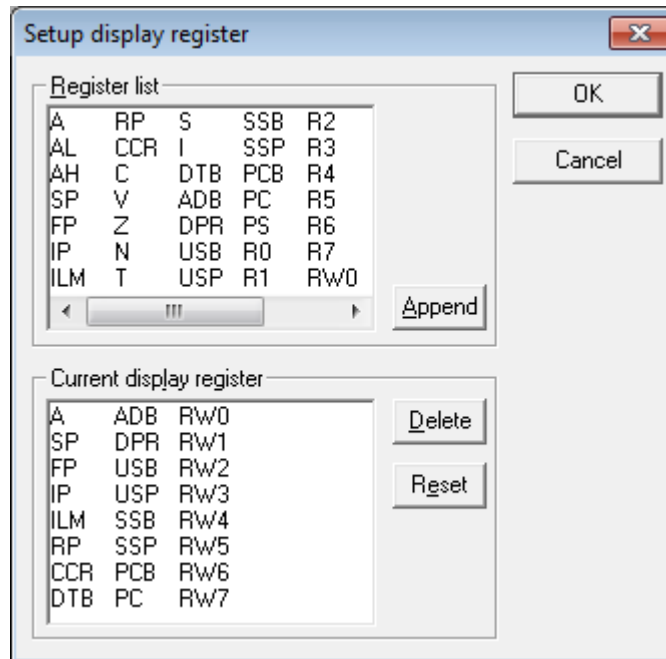 Setup display register
Register list
A RP S SSB R2
AL CCR I SSP R3
AH C DTB PCB R4
SP V ADB PC R5
FP Z DPR PS R6
IP N USB R0 R7
ILM T USP R1 RW0
Append
OK
Cancel
Current display register
A ADB RW0
SP DPR RW1
FP USB RW2
IP USP RW3
ILM SSB RW4
RP SSP RW5
CCR PCB RW6
DTB PC RW7
Delete
Reset